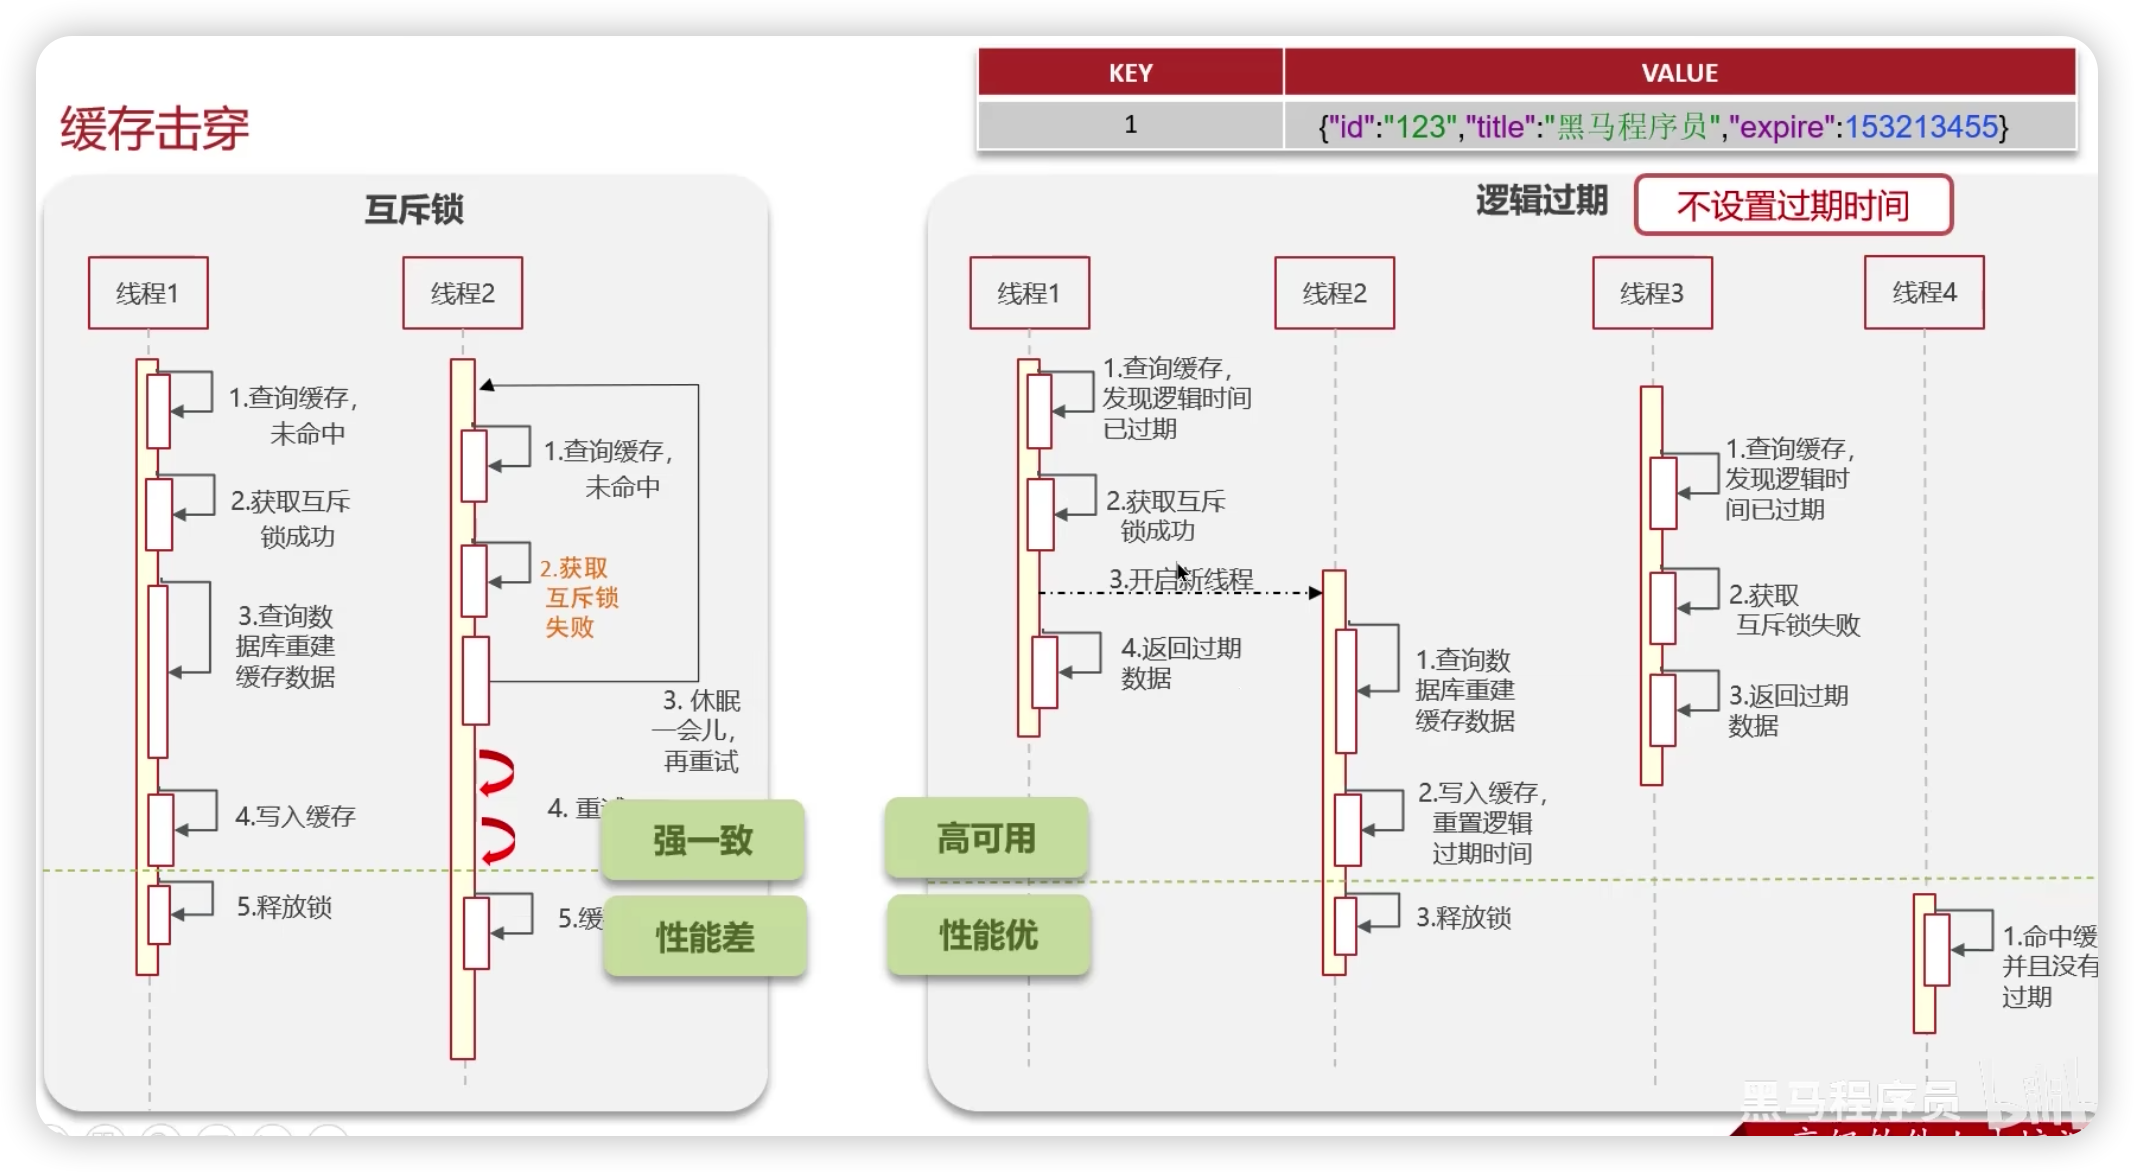 缓存击穿
KEY
VALUE
1
{"id":"123","title":"黑马程序员","expire":153213455}
互斥锁
线程1
线程2
1.查询缓存，
未命中
2.获取互斥
锁成功
3.查询数
据库重建
缓存数据
4.写入缓存
5.释放锁
1.查询缓存，
未命中
2.获取
互斥锁
失败
3. 休眠
一会儿，
再重试
4. 重
5.缓
强一致
性能差
高可用
性能优
逻辑过期
不设置过期时间
线程1
线程2
线程3
线程4
1.查询缓存，
发现逻辑时间
已过期
2.获取互斥
锁成功
3.开启新线程
4.返回过期
数据
1.查询数
据库重建
缓存数据
2.写入缓存，
重置逻辑
过期时间
3.释放锁
1.查询缓存，
发现逻辑时
间已过期
2.获取
互斥锁失败
3.返回过期
数据
1.命中缓
并且没有
过期
黑马程序员